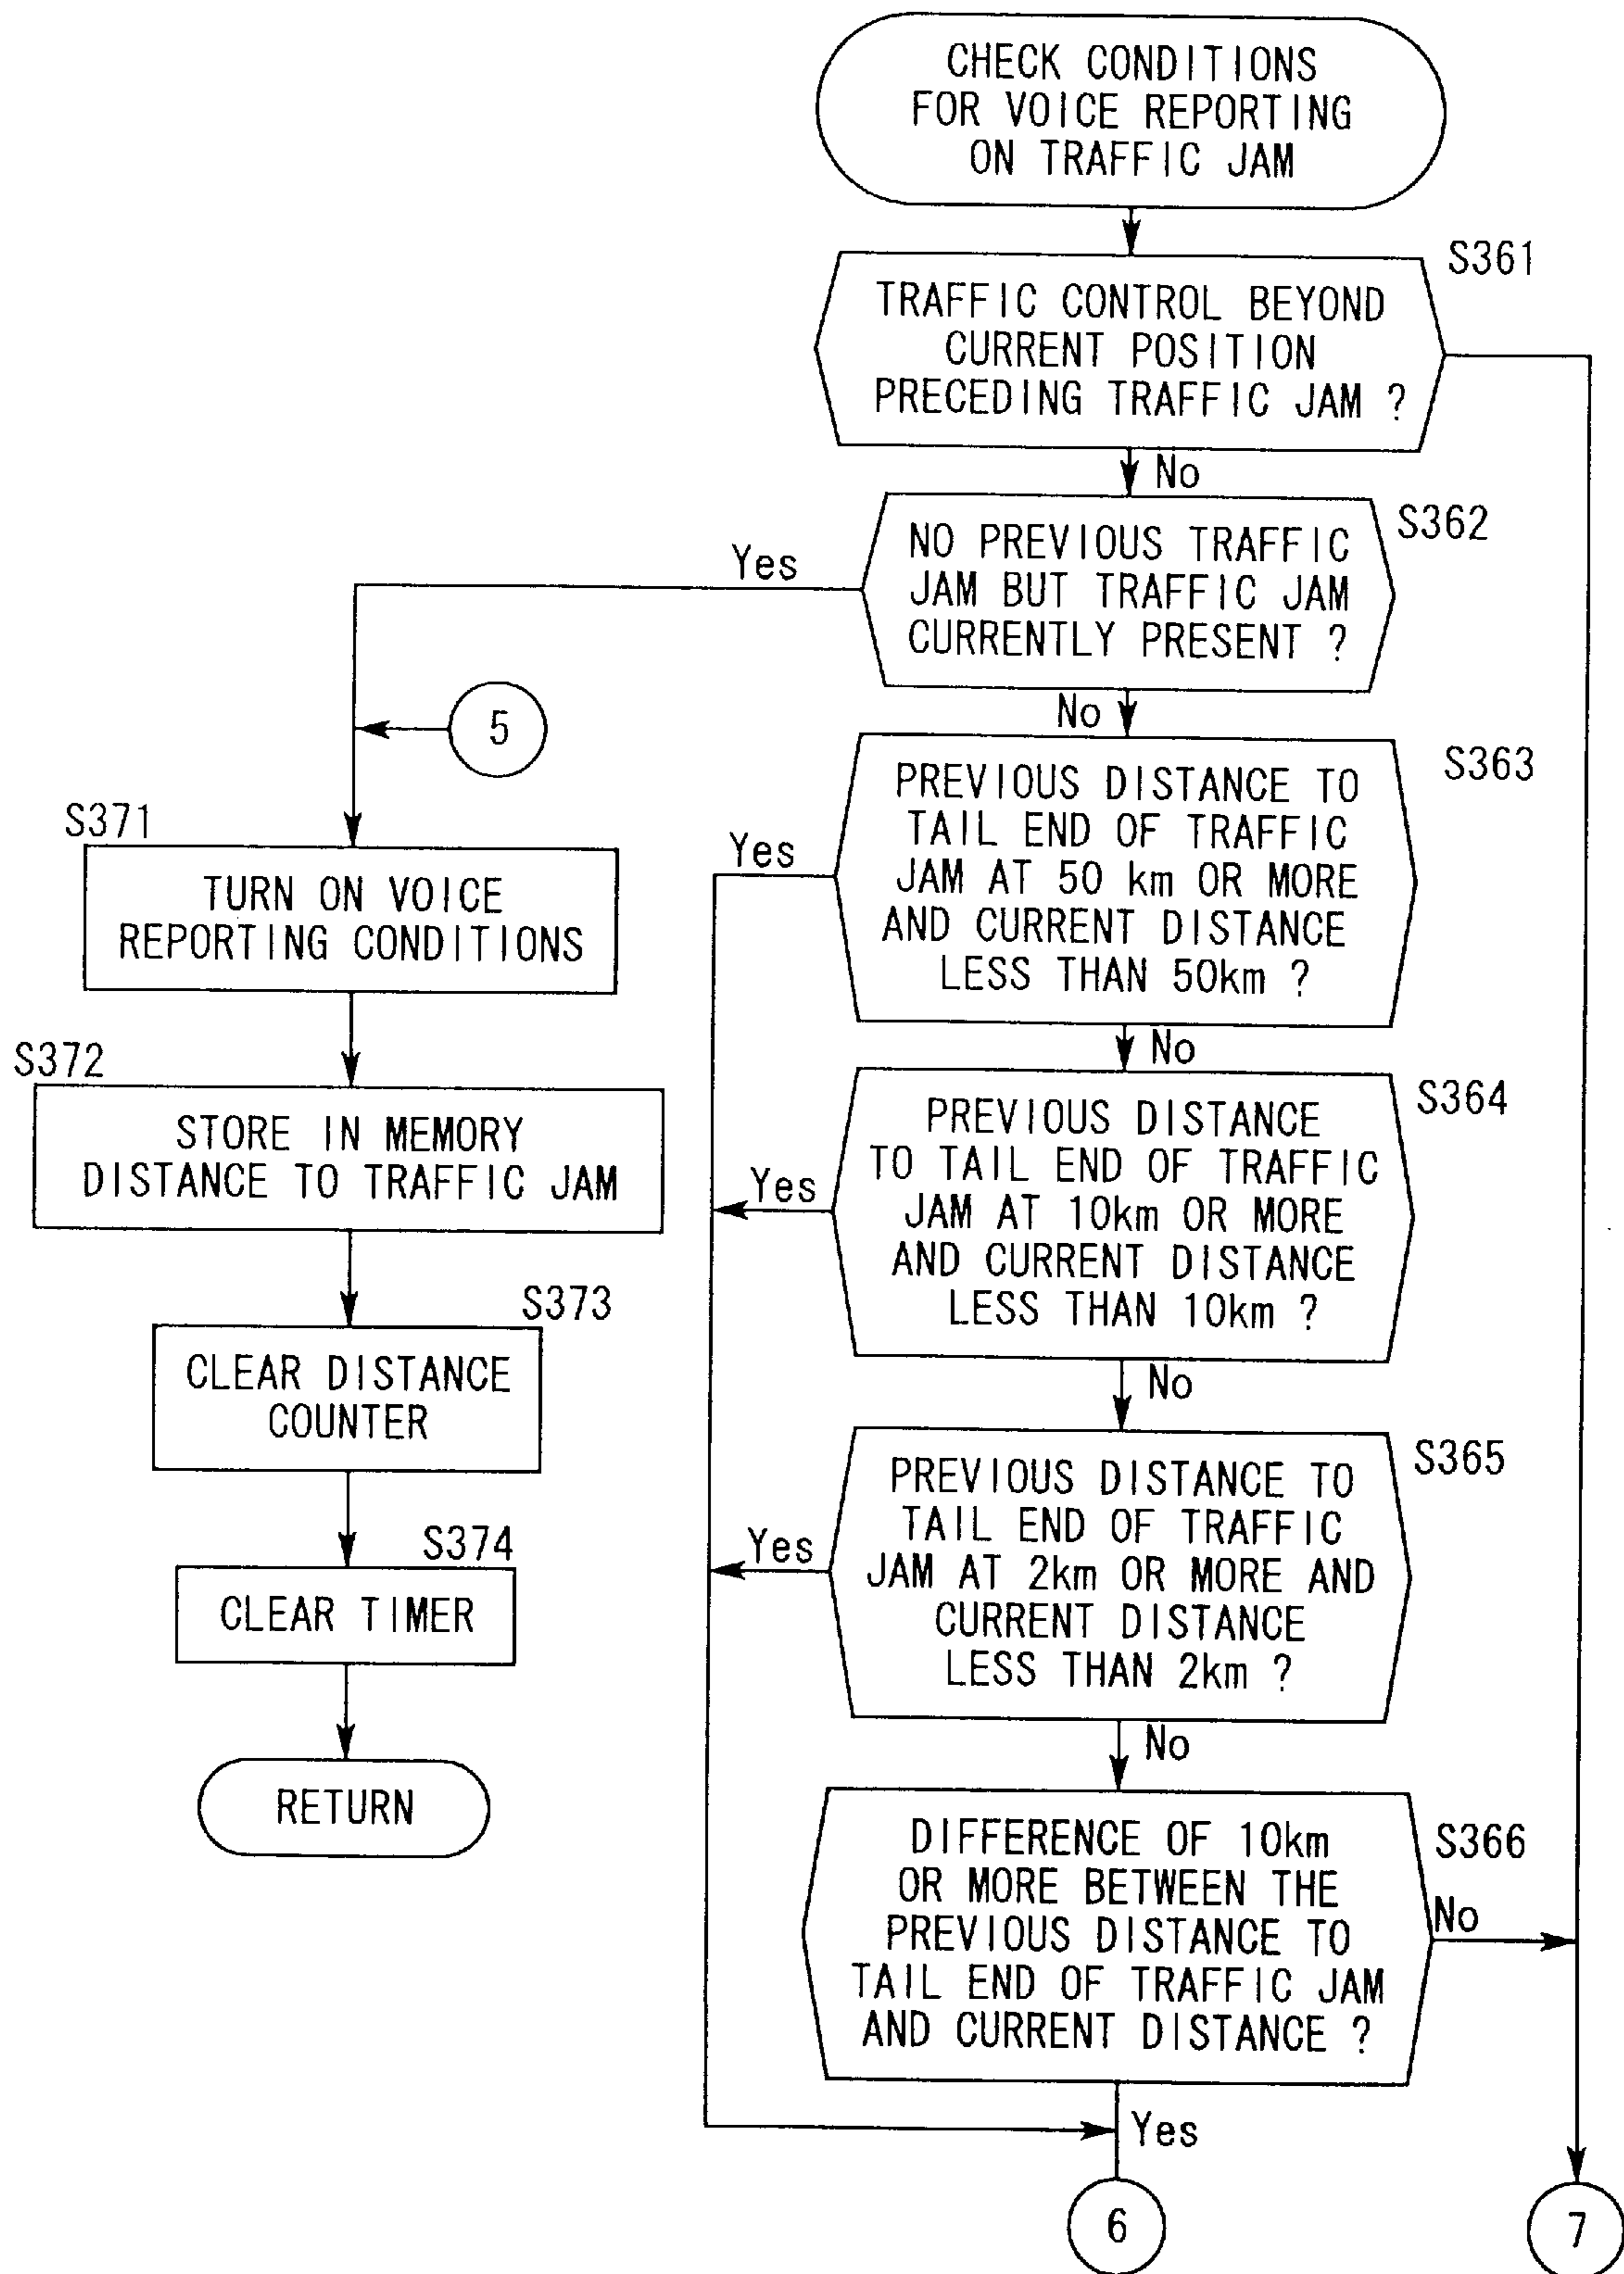 CHECK CONDITIONS
FOR VOICE REPORTING
ON TRAFFIC JAM
S361
TRAFFIC CONTROL BEYOND
CURRENT POSITION
PRECEDING TRAFFIC JAM ?
No
S362
NO PREVIOUS TRAFFIC
JAM BUT TRAFFIC JAM
CURRENTLY PRESENT ?
Yes
No
5
S363
PREVIOUS DISTANCE TO
TAIL END OF TRAFFIC
JAM AT 50 km OR MORE
AND CURRENT DISTANCE
LESS THAN 50km ?
Yes
No
S371
TURN ON VOICE
REPORTING CONDITIONS
S372
STORE IN MEMORY
DISTANCE TO TRAFFIC JAM
S364
PREVIOUS DISTANCE
TO TAIL END OF TRAFFIC
JAM AT 10km OR MORE
AND CURRENT DISTANCE
LESS THAN 10km ?
Yes
No
S373
CLEAR DISTANCE
COUNTER
S365
PREVIOUS DISTANCE TO
TAIL END OF TRAFFIC
JAM AT 2km OR MORE AND
CURRENT DISTANCE
LESS THAN 2km ?
Yes
No
S374
CLEAR TIMER
RETURN
S366
DIFFERENCE OF 10km
OR MORE BETWEEN THE
PREVIOUS DISTANCE TO
TAIL END OF TRAFFIC JAM
AND CURRENT DISTANCE ?
No
Yes
6
7